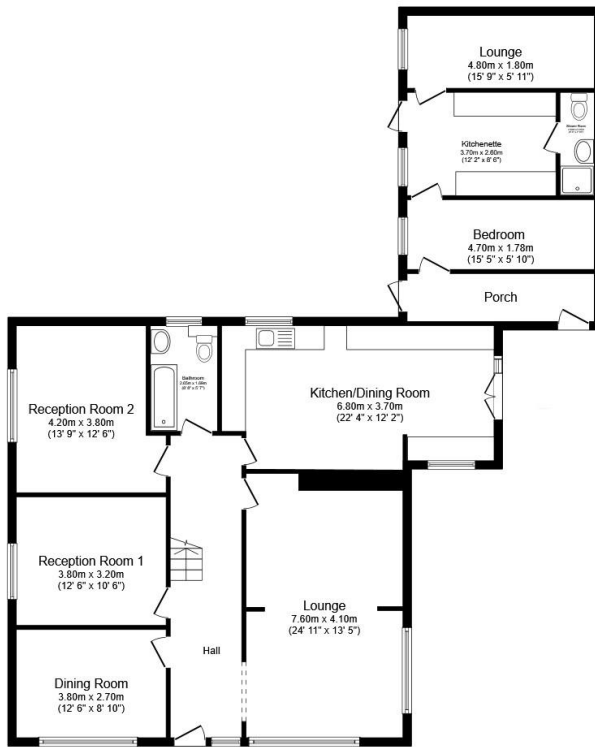 Lounge
4.80m x 1.80m
(15' 9" x 5' 11")
Kitchenette
3.70m x 2.60m
(12' 2" x 8' 6")
Shower Room
Bedroom
4.70m x 1.78m
(15' 5" x 5' 10")
Porch
Bathroom
Kitchen/Dining Room
6.80m x 3.70m
(22' 4" x 12' 2")
Reception Room 2
4.20m x 3.80m
(13' 9" x 12' 6")
Reception Room 1
3.80m x 3.20m
(12' 6" x 10' 6")
Lounge
7.60m x 4.10m
(24' 11" x 13' 5")
Hall
Dining Room
3.80m x 2.70m
(12' 6" x 8' 10")